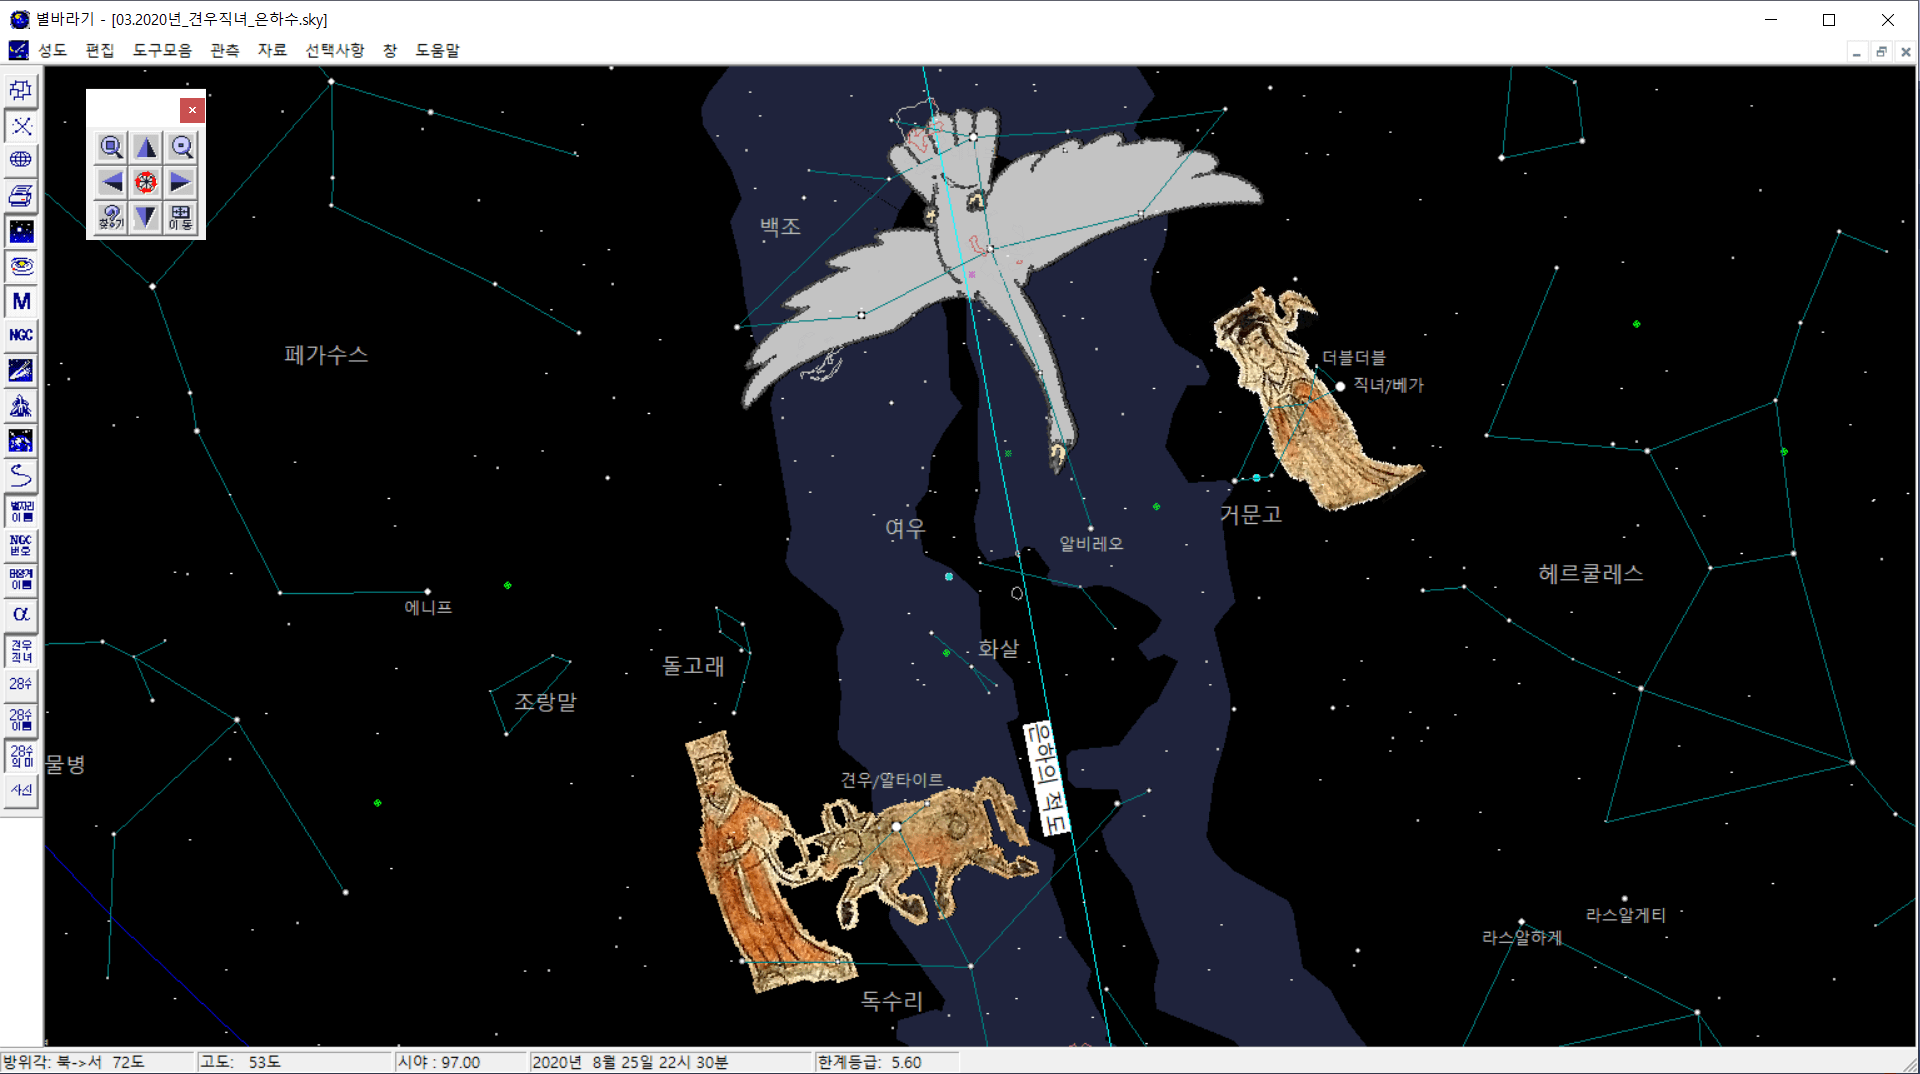 별바라기 - [03.2020년_견우직녀_은하수.sky]
성도 편집 도구모음 관측 자료 선택사항 창 도움말
찾기 이동
M
NGC
별자리 이름
NGC 번호
태양계 이름
α
견우 직녀
28수
28수 이름
28수 의 미
사신
백조
페가수스
더블더블
직녀/베가
거문고
여우
알비레오
헤르쿨레스
에니프
화살
돌고래
조랑말
물병
견우/알타이르
은하의 적도
라스알게티
라스알하게
독수리
방위각: 북->서 72도 고도: 53도 시야 : 97.00 2020년 8월 25일 22시 30분 한계등급: 5.60